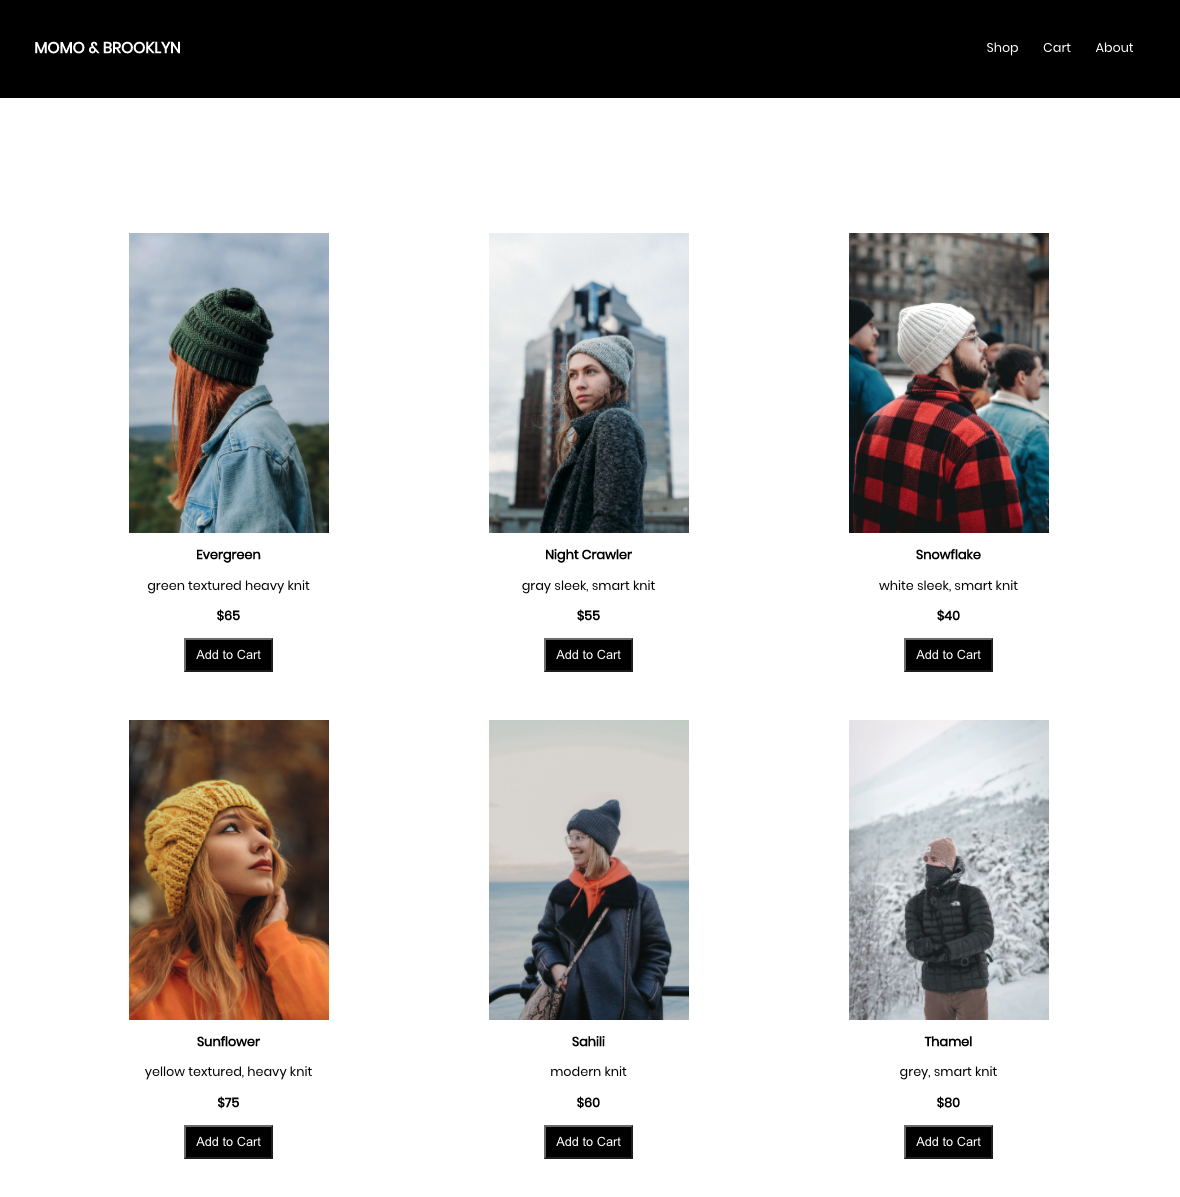 MOMO & BROOKLYN
Shop Cart About
Evergreen
green textured heavy knit
$65
Add to Cart
Night Crawler
gray sleek, smart knit
$55
Add to Cart
Snowflake
white sleek, smart knit
$40
Add to Cart
Sunflower
yellow textured, heavy knit
$75
Add to Cart
Sahili
modern knit
$60
Add to Cart
Thamel
grey, smart knit
$80
Add to Cart